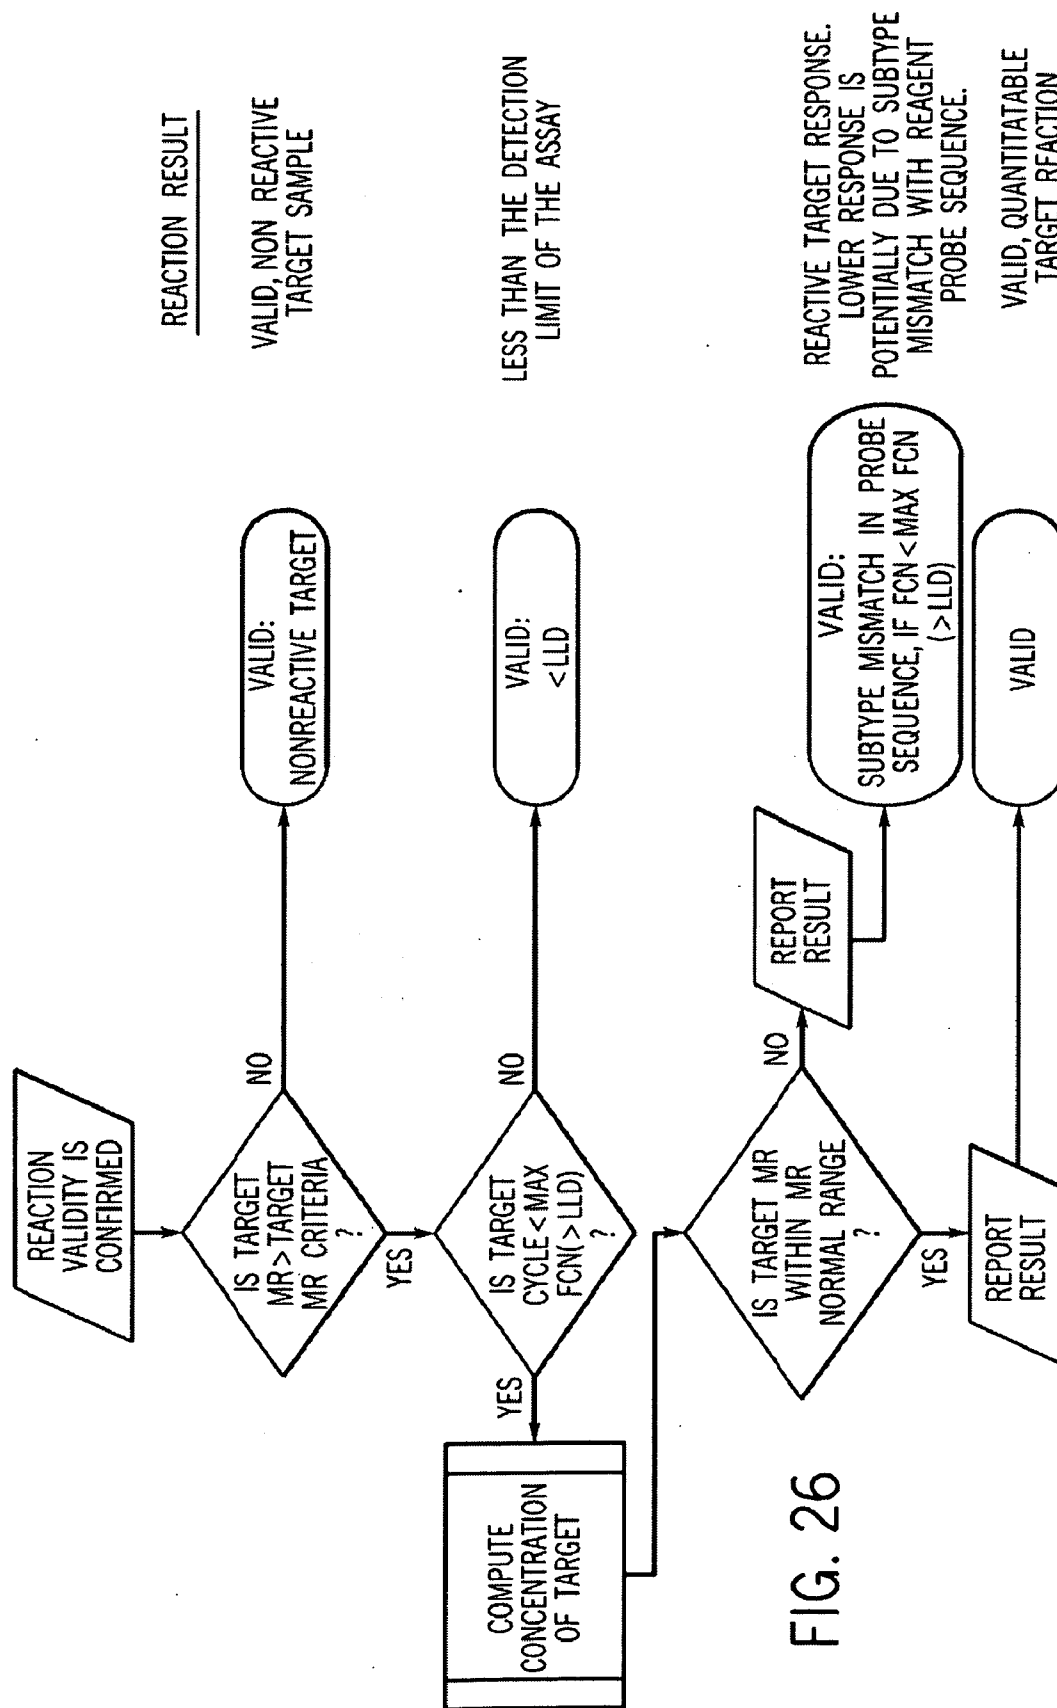 REACTION RESULT
REACTION
VALIDITY IS
CONFIRMED
IS TARGET
MR>TARGET
MR CRITERIA
?
NO
YES
VALID:
NONREACTIVE TARGET
VALID, NON REACTIVE
TARGET SAMPLE
IS TARGET
CYCLE<MAX
FCN(>LLD)
?
NO
YES
VALID:
<LLD
LESS THAN THE DETECTION
LIMIT OF THE ASSAY
COMPUTE
CONCENTRATION
OF TARGET
IS TARGET MR
WITHIN MR
NORMAL RANGE
?
NO
YES
REPORT
RESULT
VALID:
SUBTYPE MISMATCH IN PROBE
SEQUENCE, IF FCN<MAX FCN
(>LLD)
REACTIVE TARGET RESPONSE.
LOWER RESPONSE IS
POTENTIALLY DUE TO SUBTYPE
MISMATCH WITH REAGENT
PROBE SEQUENCE.
REPORT
RESULT
VALID
VALID, QUANTITATABLE
TARGET REACTION
FIG. 26